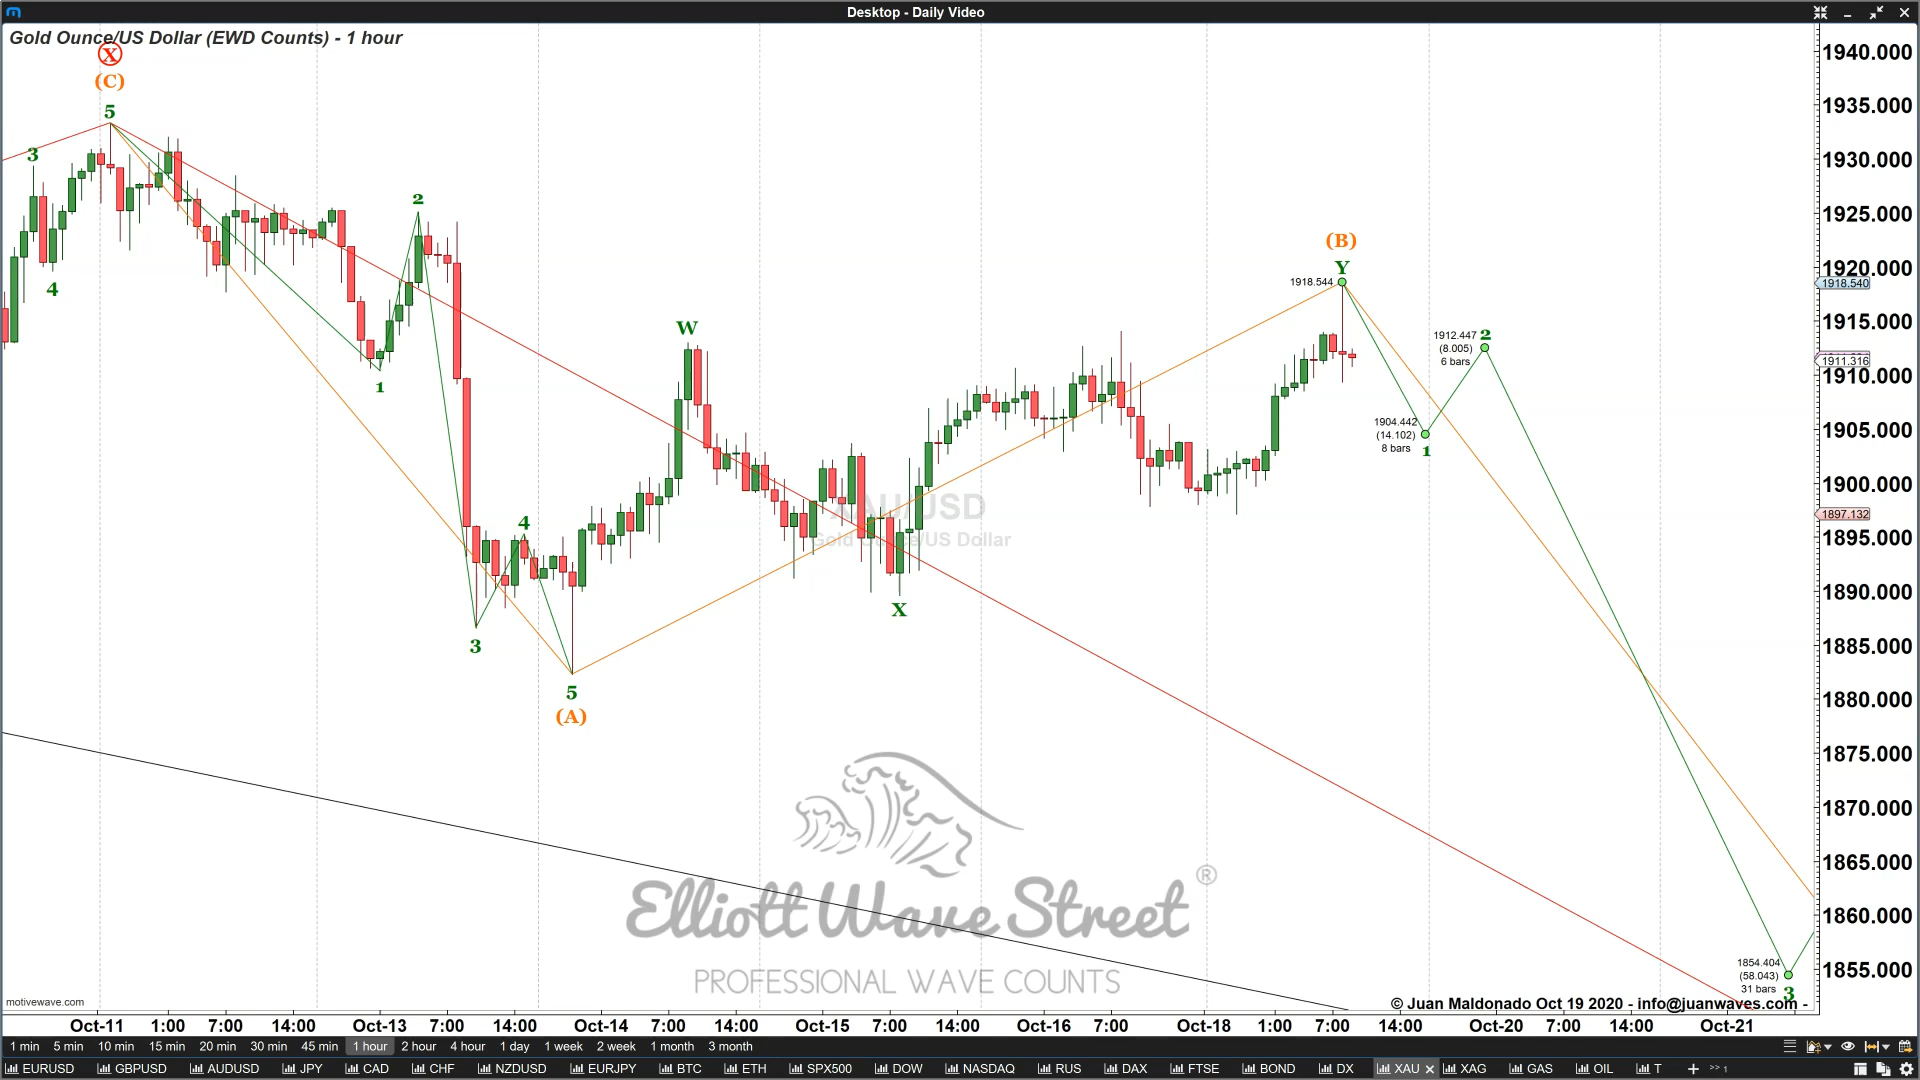 Desktop - Daily Video
Gold Ounce/US Dollar (EWD Counts) - 1 hour
X
(C)
5
3
4
2
1
W
4
3
5
(A)
X
(B)
Y
1918.544
1912.447
(8.005)
6 bars
2
1904.442
(14.102)
8 bars
1
1854.404
(58.043)
31 bars
3
XAU/USD
Gold Ounce/US Dollar
Elliott Wave Street ®
PROFESSIONAL WAVE COUNTS
1940.000
1935.000
1930.000
1925.000
1920.000
1918.540
1915.000
1911.316
1910.000
1905.000
1900.000
1897.132
1895.000
1890.000
1885.000
1880.000
1875.000
1870.000
1865.000
1860.000
1855.000
motivewave.com
© Juan Maldonado Oct 19 2020 - info@juanwaves.com -
Oct-11 1:00 7:00 14:00 Oct-13 7:00 14:00 Oct-14 7:00 14:00 Oct-15 7:00 14:00 Oct-16 7:00 Oct-18 1:00 7:00 14:00 Oct-20 7:00 14:00 Oct-21
1 min 5 min 10 min 15 min 20 min 30 min 45 min 1 hour 2 hour 4 hour 1 day 1 week 2 week 1 month 3 month
EURUSD GBPUSD AUDUSD JPY CAD CHF NZDUSD EURJPY BTC ETH SPX500 DOW NASDAQ RUS DAX FTSE BOND DX XAU XAG GAS OIL T + >> 1